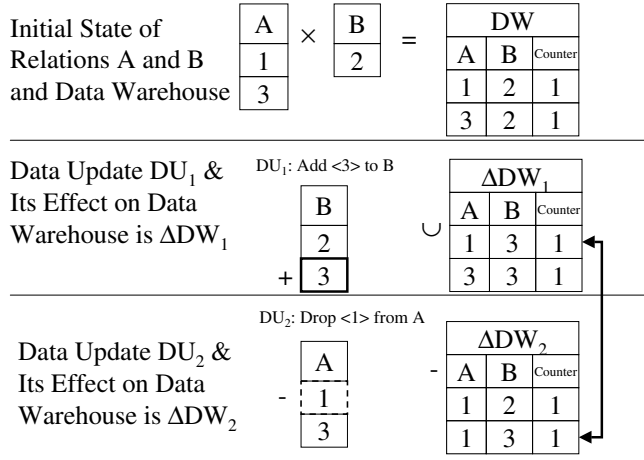 Initial State of
Relations A and B
and Data Warehouse
A
1
3
×
B
2
=
DW
A B Counter
1 2 1
3 2 1
Data Update DU1 &
Its Effect on Data
Warehouse is ΔDW1
DU1: Add <3> to B
B
2
+ 3
∪
ΔDW1
A B Counter
1 3 1
3 3 1
Data Update DU2 &
Its Effect on Data
Warehouse is ΔDW2
DU2: Drop <1> from A
A
- 1
3
-
ΔDW2
A B Counter
1 2 1
1 3 1